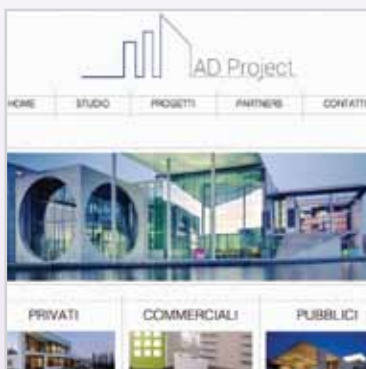 AD Project
HOME STUDIO PROGETTI PARTNERS CONTATTI
PRIVATI COMMERCIALI PUBBLICI